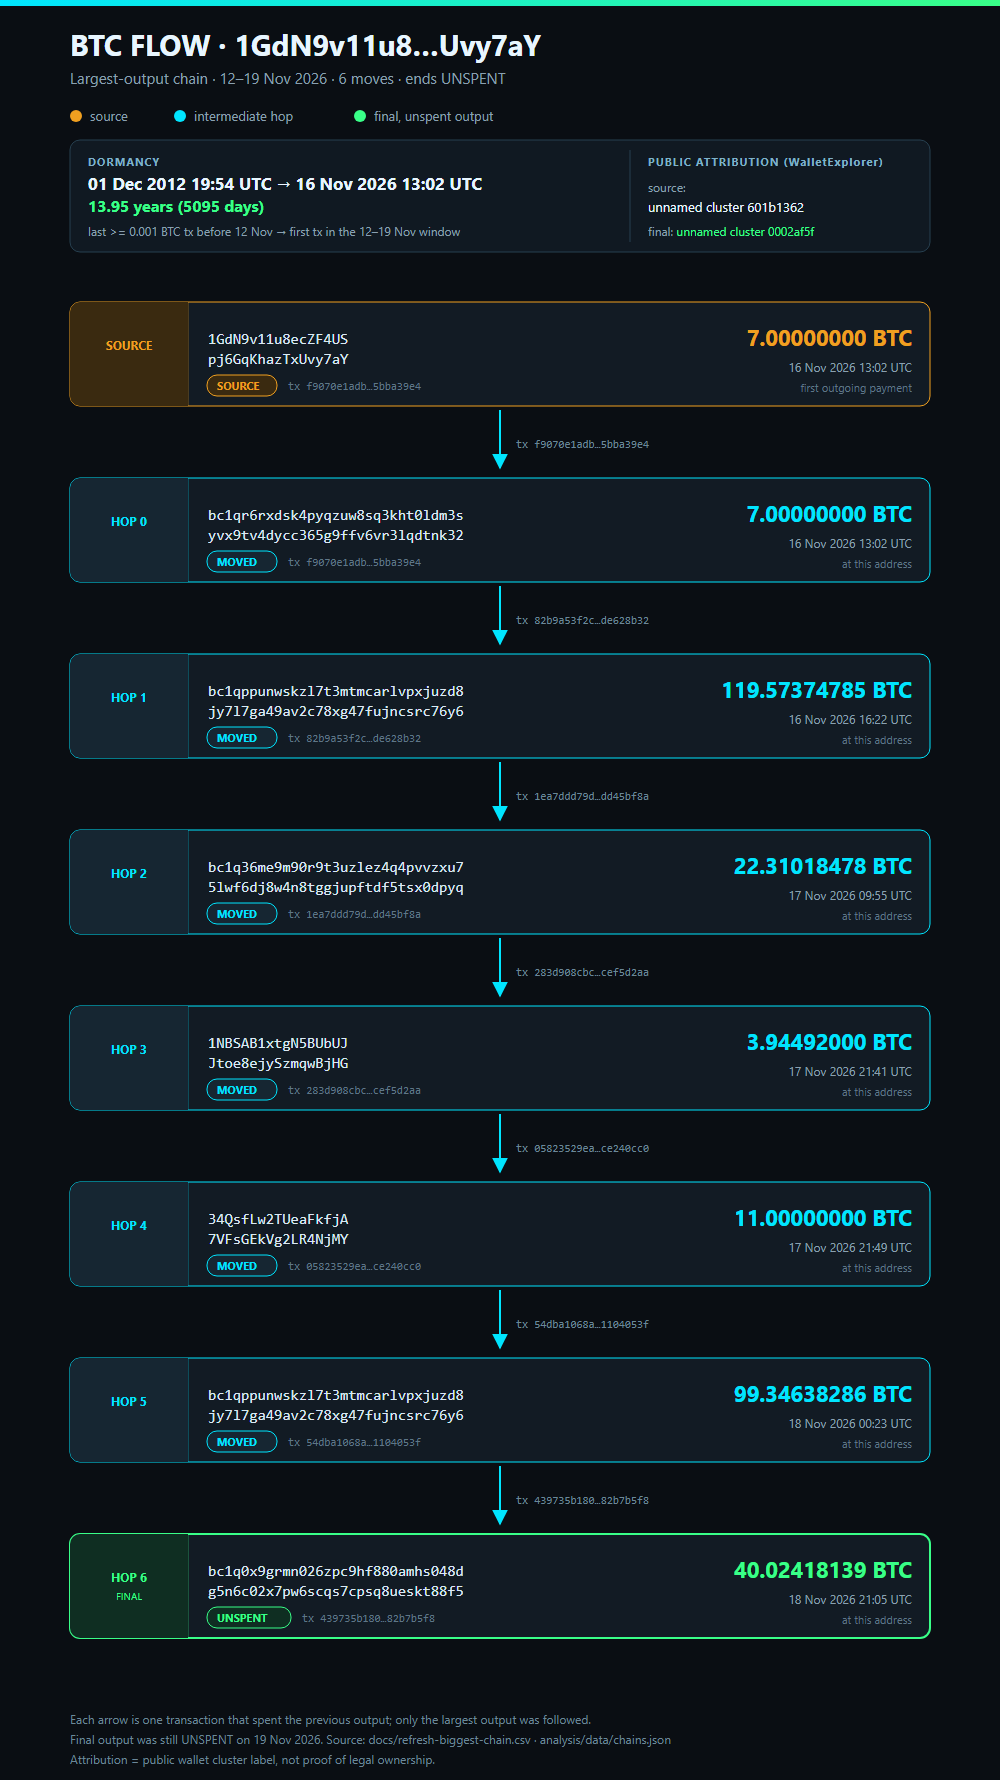 BTC FLOW · 1GdN9v11u8...Uvy7aY
Largest-output chain · 12–19 Nov 2026 · 6 moves · ends UNSPENT
source
intermediate hop
final, unspent output
DORMANCY
01 Dec 2012 19:54 UTC → 16 Nov 2026 13:02 UTC
13.95 years (5095 days)
last >= 0.001 BTC tx before 12 Nov → first tx in the 12–19 Nov window
PUBLIC ATTRIBUTION (WalletExplorer)
source:
unnamed cluster 601b1362
final: unnamed cluster 0002af5f
SOURCE
1GdN9v11u8ecZF4US
pj6GqKhazTxUvy7aY
SOURCE tx f9070e1adb…5bba39e4
7.00000000 BTC
16 Nov 2026 13:02 UTC
first outgoing payment
tx f9070e1adb…5bba39e4
HOP 0
bc1qr6rxdsk4pyqzuw8sq3kht0ldm3s
yvx9tv4dycc365g9ffv6vr3lqdtnk32
MOVED tx f9070e1adb…5bba39e4
7.00000000 BTC
16 Nov 2026 13:02 UTC
at this address
tx 82b9a53f2c…de628b32
HOP 1
bc1qppunwskzl7t3mtmcarlvpxjuzd8
jy7l7ga49av2c78xg47fujncsrc76y6
MOVED tx 82b9a53f2c…de628b32
119.57374785 BTC
16 Nov 2026 16:22 UTC
at this address
tx 1ea7ddd79d…dd45bf8a
HOP 2
bc1q36me9m90r9t3uzlez4q4pvvzxu7
5lwf6dj8w4n8tggjupftdf5tsx0dpyq
MOVED tx 1ea7ddd79d…dd45bf8a
22.31018478 BTC
17 Nov 2026 09:55 UTC
at this address
tx 283d908cbc…cef5d2aa
HOP 3
1NBSAB1xtgN5BUbUJ
Jtoe8ejySzmqwBjHG
MOVED tx 283d908cbc…cef5d2aa
3.94492000 BTC
17 Nov 2026 21:41 UTC
at this address
tx 05823529ea…ce240cc0
HOP 4
34QsfLw2TUeaFkfjA
7VFsGEkVg2LR4NjMY
MOVED tx 05823529ea…ce240cc0
11.00000000 BTC
17 Nov 2026 21:49 UTC
at this address
tx 54dba1068a…1104053f
HOP 5
bc1qppunwskzl7t3mtmcarlvpxjuzd8
jy7l7ga49av2c78xg47fujncsrc76y6
MOVED tx 54dba1068a…1104053f
99.34638286 BTC
18 Nov 2026 00:23 UTC
at this address
tx 439735b180…82b7b5f8
HOP 6
FINAL
bc1q0x9grmn026zpc9hf880amhs048d
g5n6c02x7pw6scqs7cpsq8ueskt88f5
UNSPENT tx 439735b180…82b7b5f8
40.02418139 BTC
18 Nov 2026 21:05 UTC
at this address
Each arrow is one transaction that spent the previous output; only the largest output was followed.
Final output was still UNSPENT on 19 Nov 2026. Source: docs/refresh-biggest-chain.csv · analysis/data/chains.json
Attribution = public wallet cluster label, not proof of legal ownership.